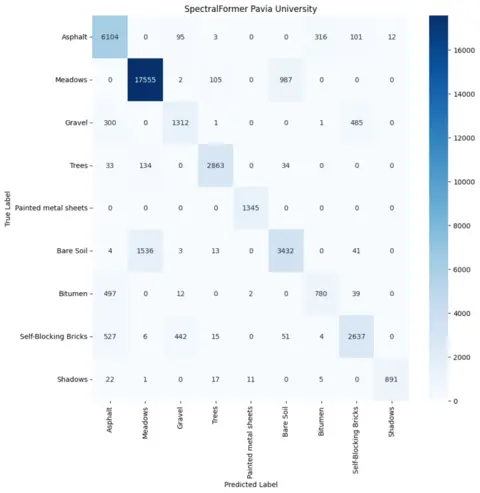 SpectralFormer Pavia University
Asphalt 6104 0 95 3 0 0 316 101 12
Meadows 0 17555 2 105 0 987 0 0 0
Gravel 300 0 1312 1 0 0 1 485 0
Trees 33 134 0 2863 0 34 0 0 0
Painted metal sheets 0 0 0 0 1345 0 0 0 0
Bare Soil 4 1536 3 13 0 3432 0 41 0
Bitumen 497 0 12 0 2 0 780 39 0
Self-Blocking Bricks 527 6 442 15 0 51 4 2637 0
Shadows 22 1 0 17 11 0 5 0 891
True Label
Asphalt
Meadows
Gravel
Trees
Painted metal sheets
Bare Soil
Bitumen
Self-Blocking Bricks
Shadows
Predicted Label
16000
14000
12000
10000
8000
6000
4000
2000
0